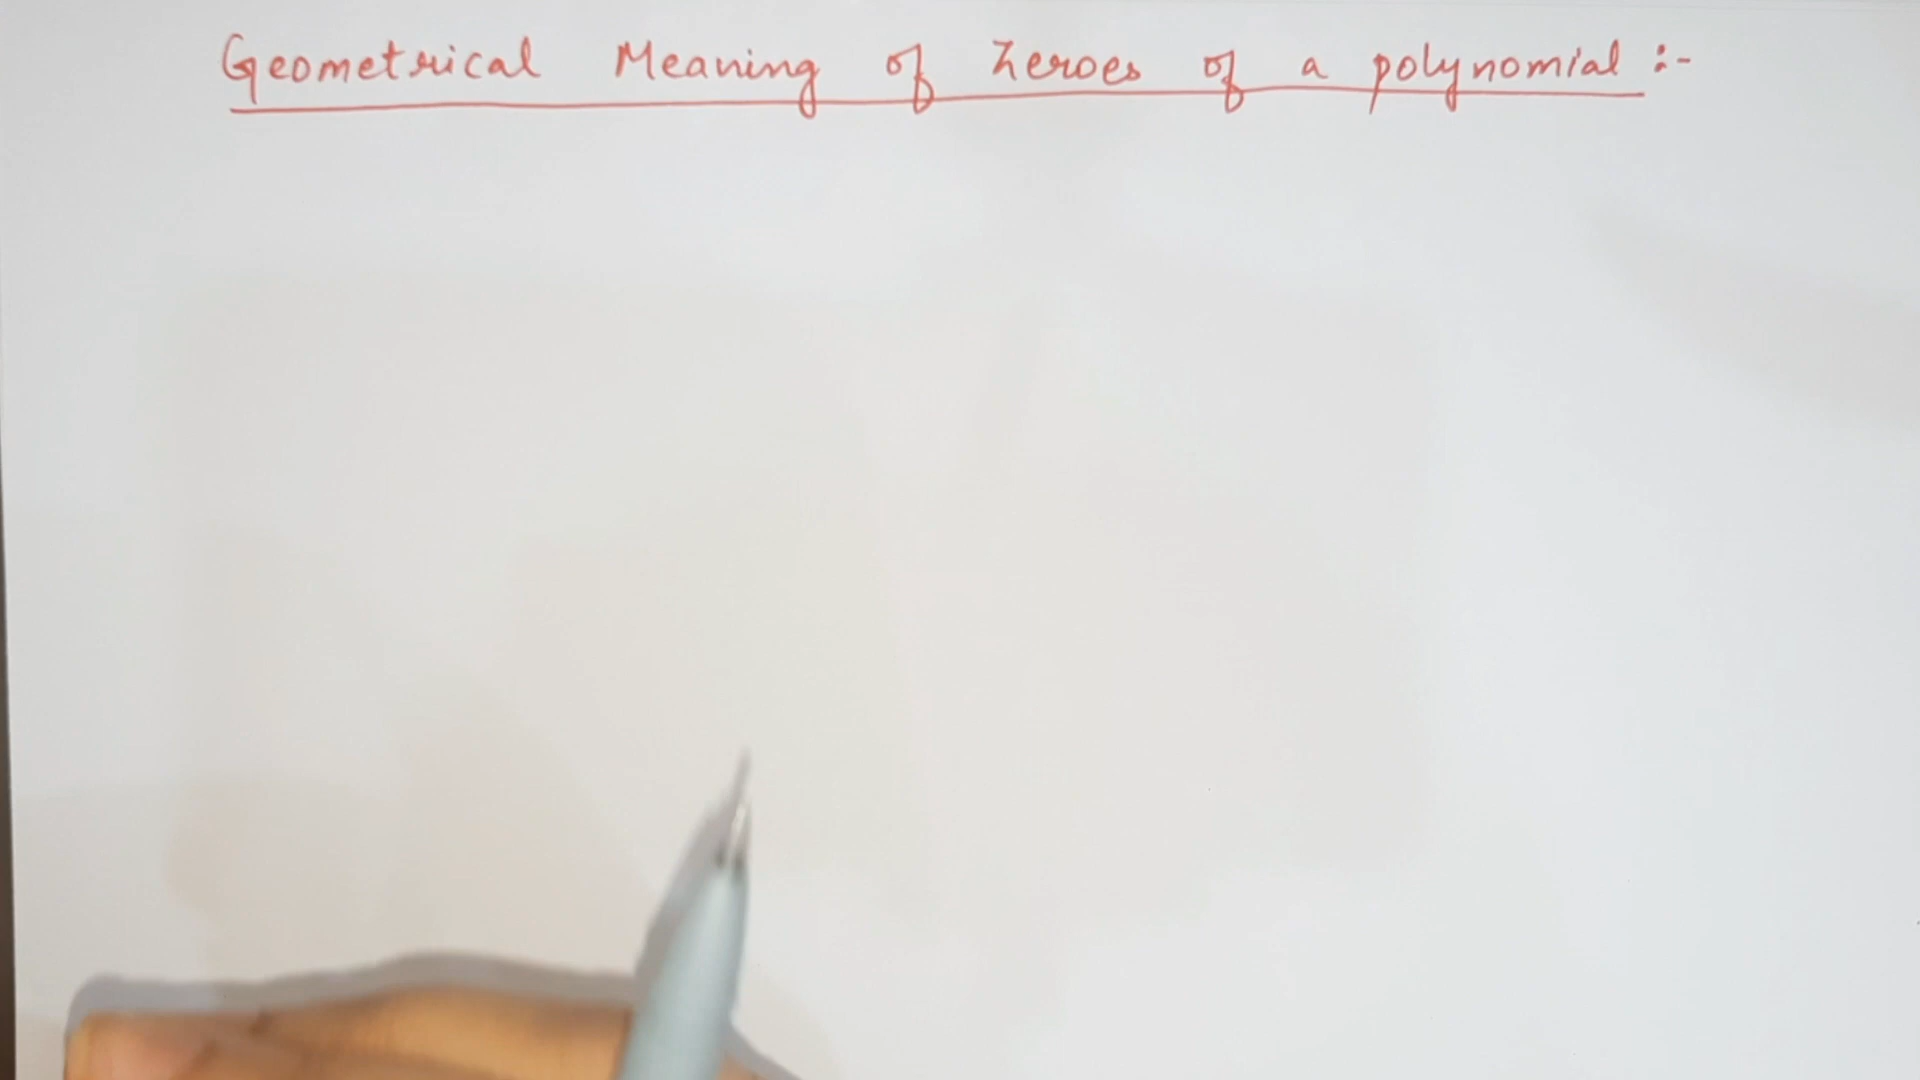 Geometrical Meaning of Zeroes of a polynomial :-